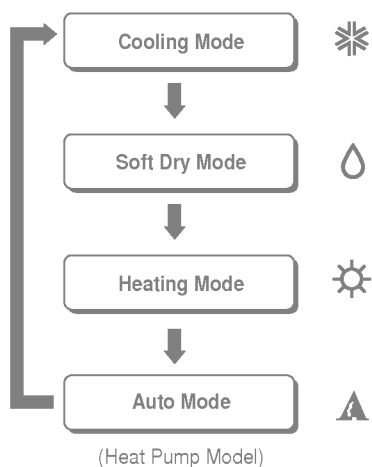 Cooling Mode
Soft Dry Mode
Heating Mode
Auto Mode
(Heat Pump Model)